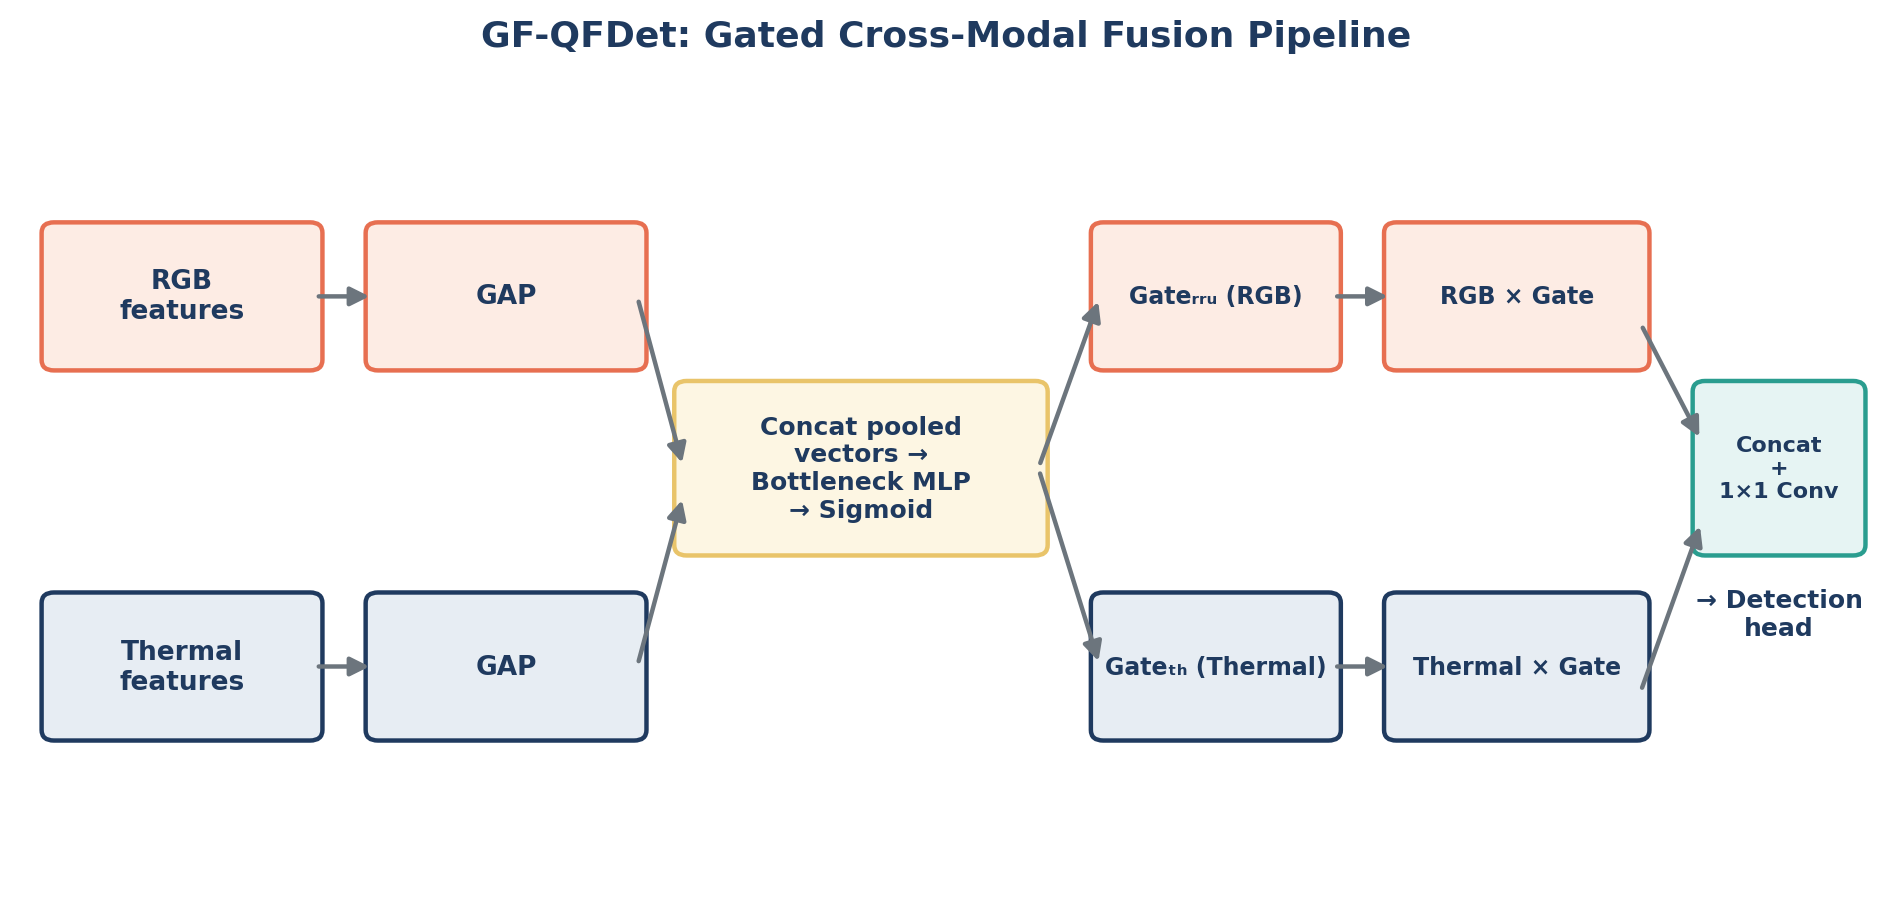 GF-QFDet: Gated Cross-Modal Fusion Pipeline
RGB
features
GAP
Thermal
features
GAP
Concat pooled
vectors →
Bottleneck MLP
→ Sigmoid
Gateᵣᵣᵤ (RGB)
RGB × Gate
Gateₜₕ (Thermal)
Thermal × Gate
Concat
+
1×1 Conv
→ Detection
head